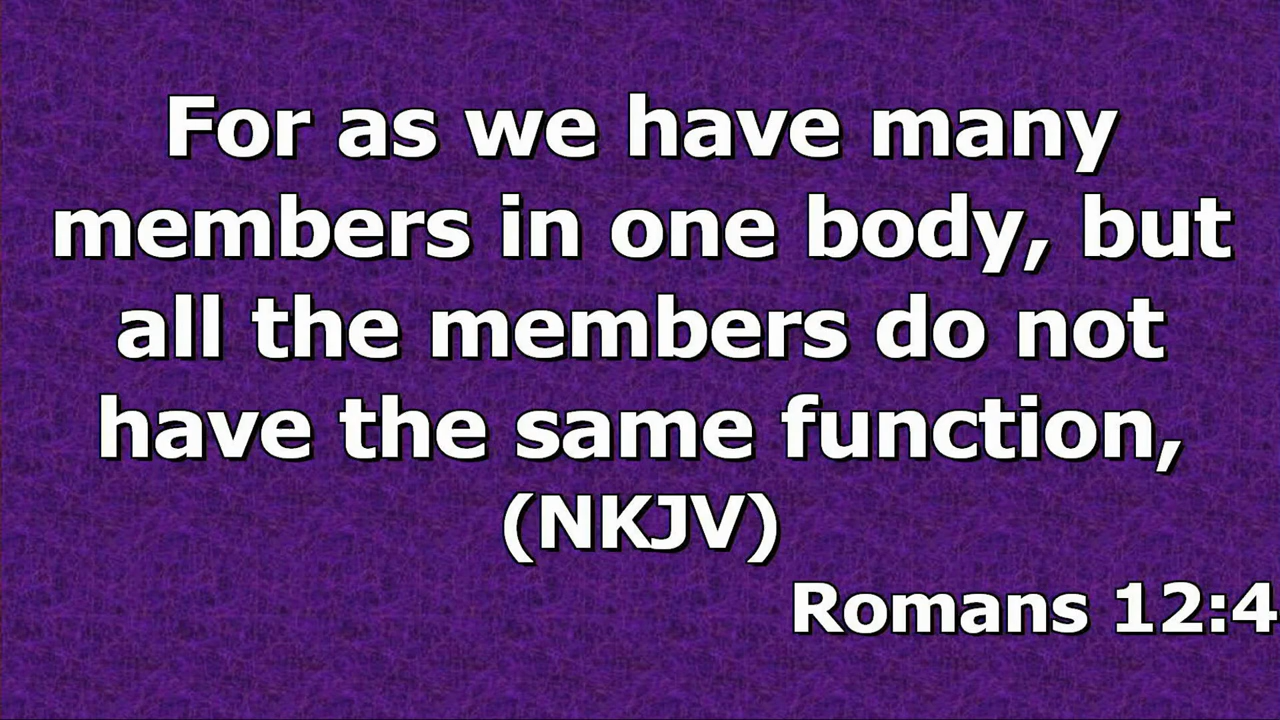 For as we have many
members in one body, but
all the members do not
have the same function,
(NKJV)
Romans 12:4